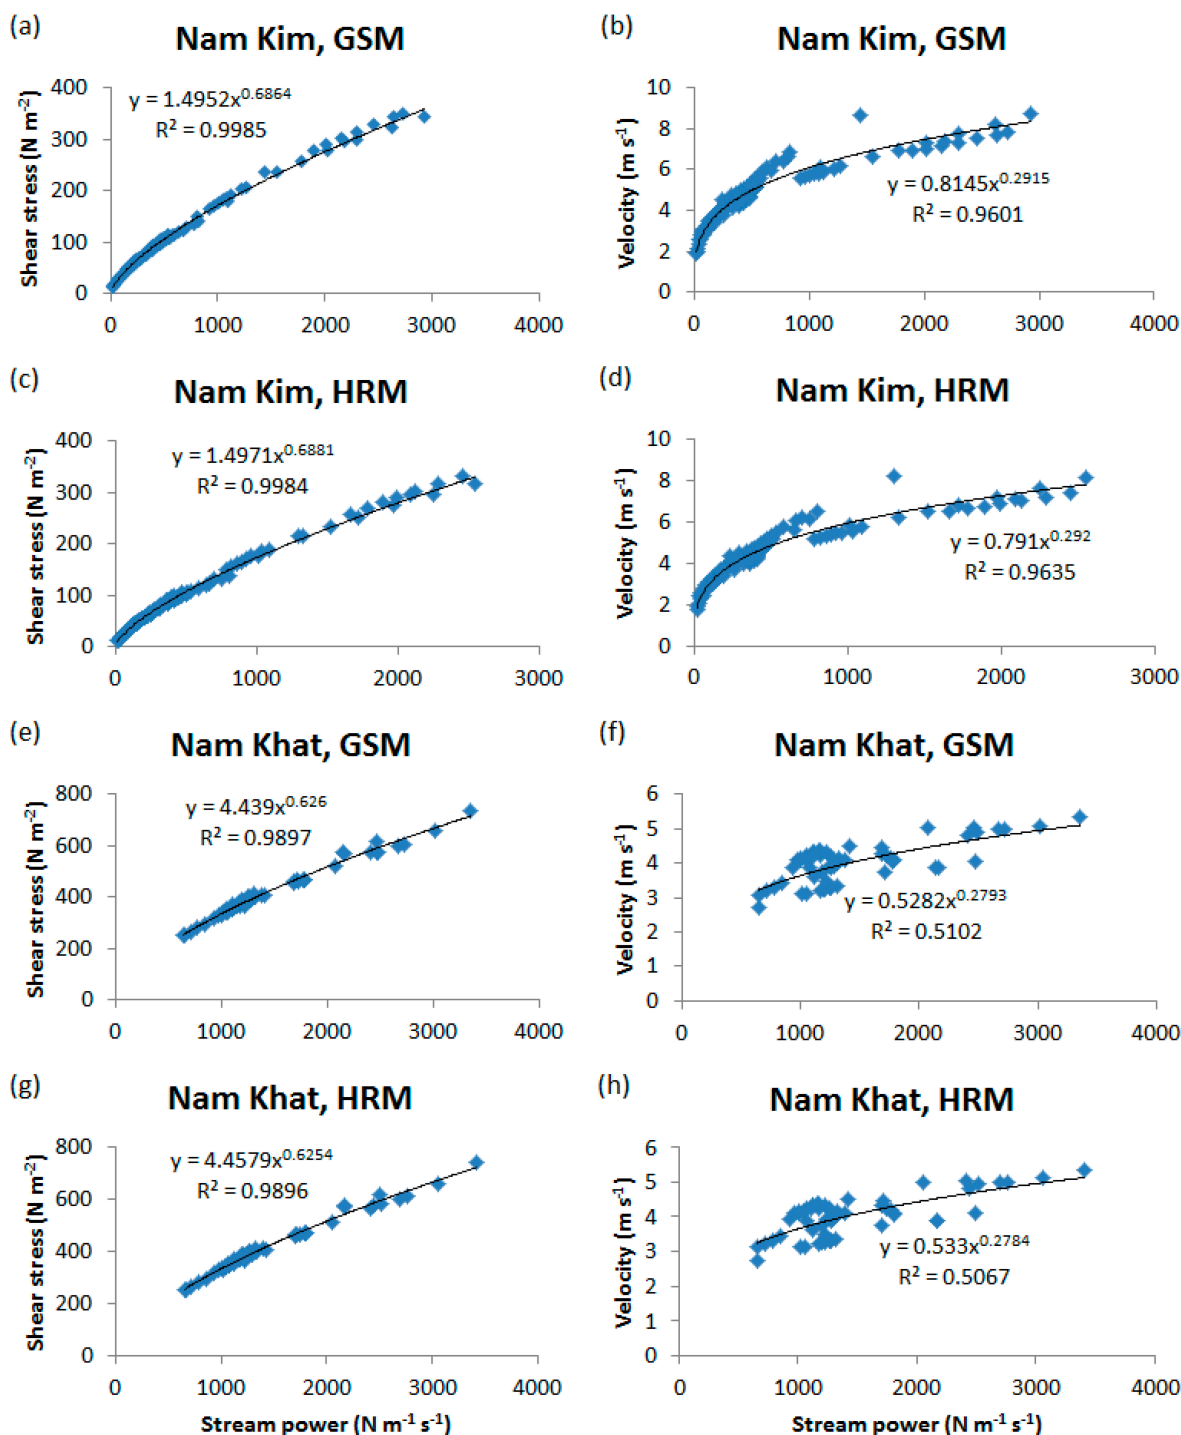 (a)
Nam Kim, GSM
Shear stress (N m⁻²)
400
300
200
100
0
y = 1.4952x^0.6864
R² = 0.9985
0 1000 2000 3000 4000
(b)
Nam Kim, GSM
Velocity (m s⁻¹)
10
8
6
4
2
0
y = 0.8145x^0.2915
R² = 0.9601
0 1000 2000 3000 4000
(c)
Nam Kim, HRM
Shear stress (N m⁻²)
400
300
200
100
0
y = 1.4971x^0.6881
R² = 0.9984
0 1000 2000 3000
(d)
Nam Kim, HRM
Velocity (m s⁻¹)
10
8
6
4
2
0
y = 0.791x^0.292
R² = 0.9635
0 1000 2000 3000
(e)
Nam Khat, GSM
Shear stress (N m⁻²)
800
600
400
200
0
y = 4.439x^0.626
R² = 0.9897
0 1000 2000 3000 4000
(f)
Nam Khat, GSM
Velocity (m s⁻¹)
6
5
4
3
2
1
0
y = 0.5282x^0.2793
R² = 0.5102
0 1000 2000 3000 4000
(g)
Nam Khat, HRM
Shear stress (N m⁻²)
800
600
400
200
0
y = 4.4579x^0.6254
R² = 0.9896
0 1000 2000 3000 4000
Stream power (N m⁻¹ s⁻¹)
(h)
Nam Khat, HRM
Velocity (m s⁻¹)
6
5
4
3
2
1
0
y = 0.533x^0.2784
R² = 0.5067
0 1000 2000 3000 4000
Stream power (N m⁻¹ s⁻¹)